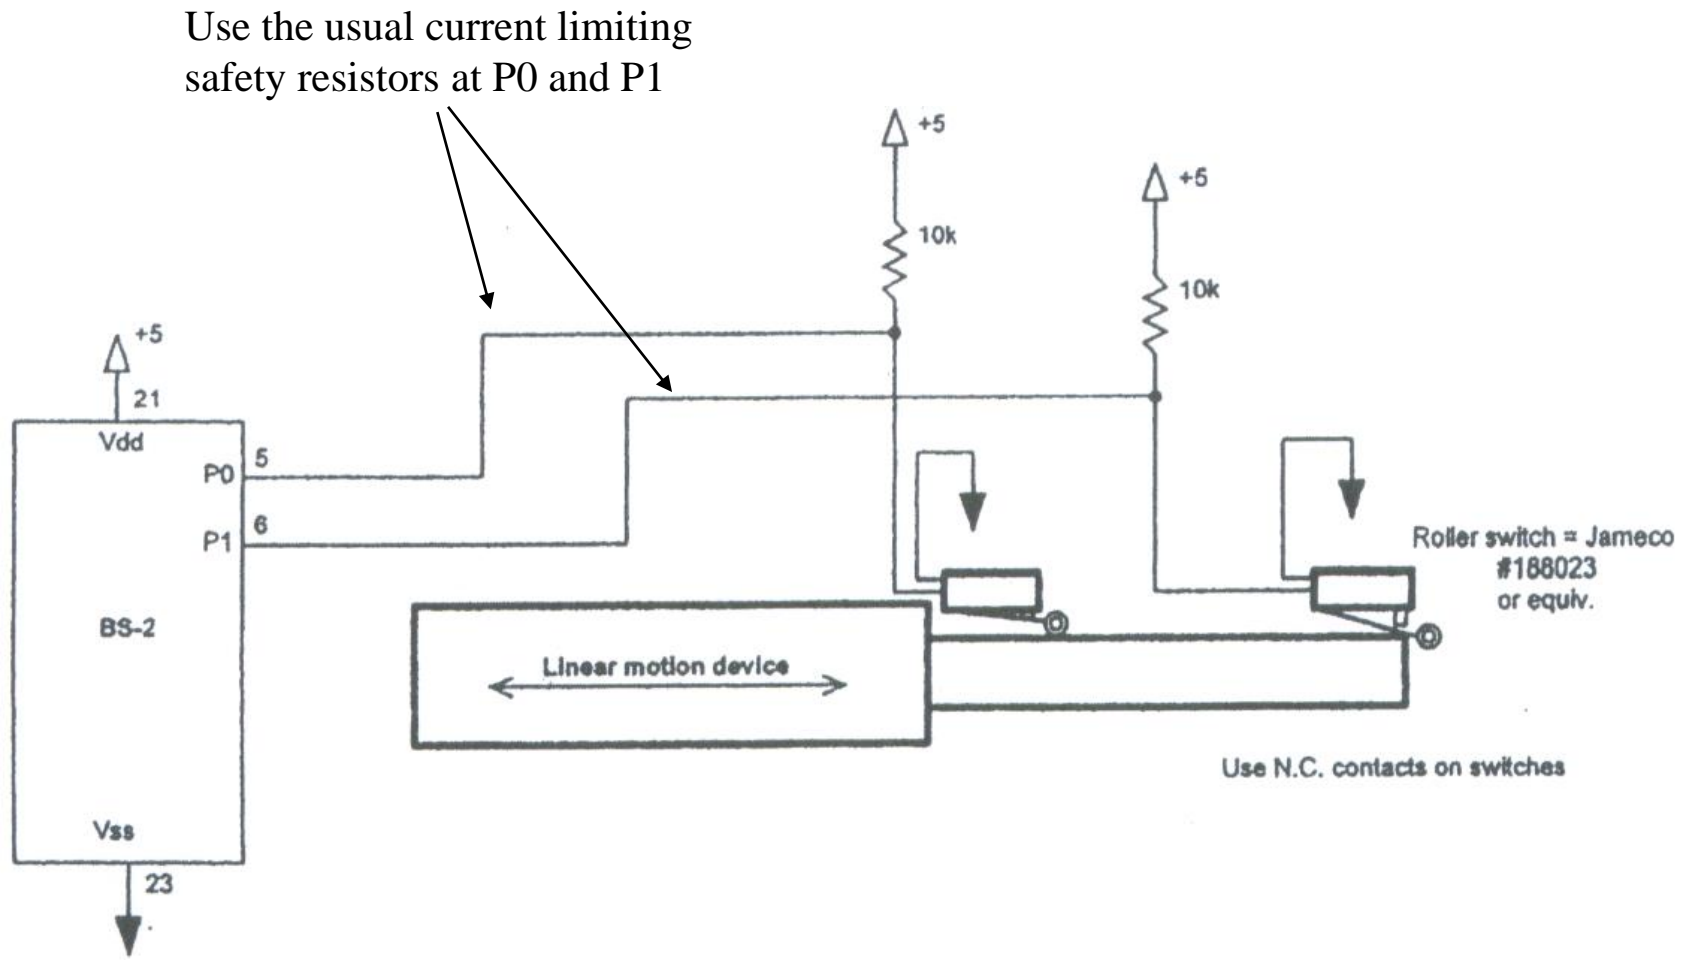 Use the usual current limiting
safety resistors at P0 and P1
+5
+5
10k
10k
+5
21
Vdd
P0
5
P1
6
BS-2
Vss
23
Roller switch = Jameco
#188023
or equiv.
Linear motion device
Use N.C. contacts on switches